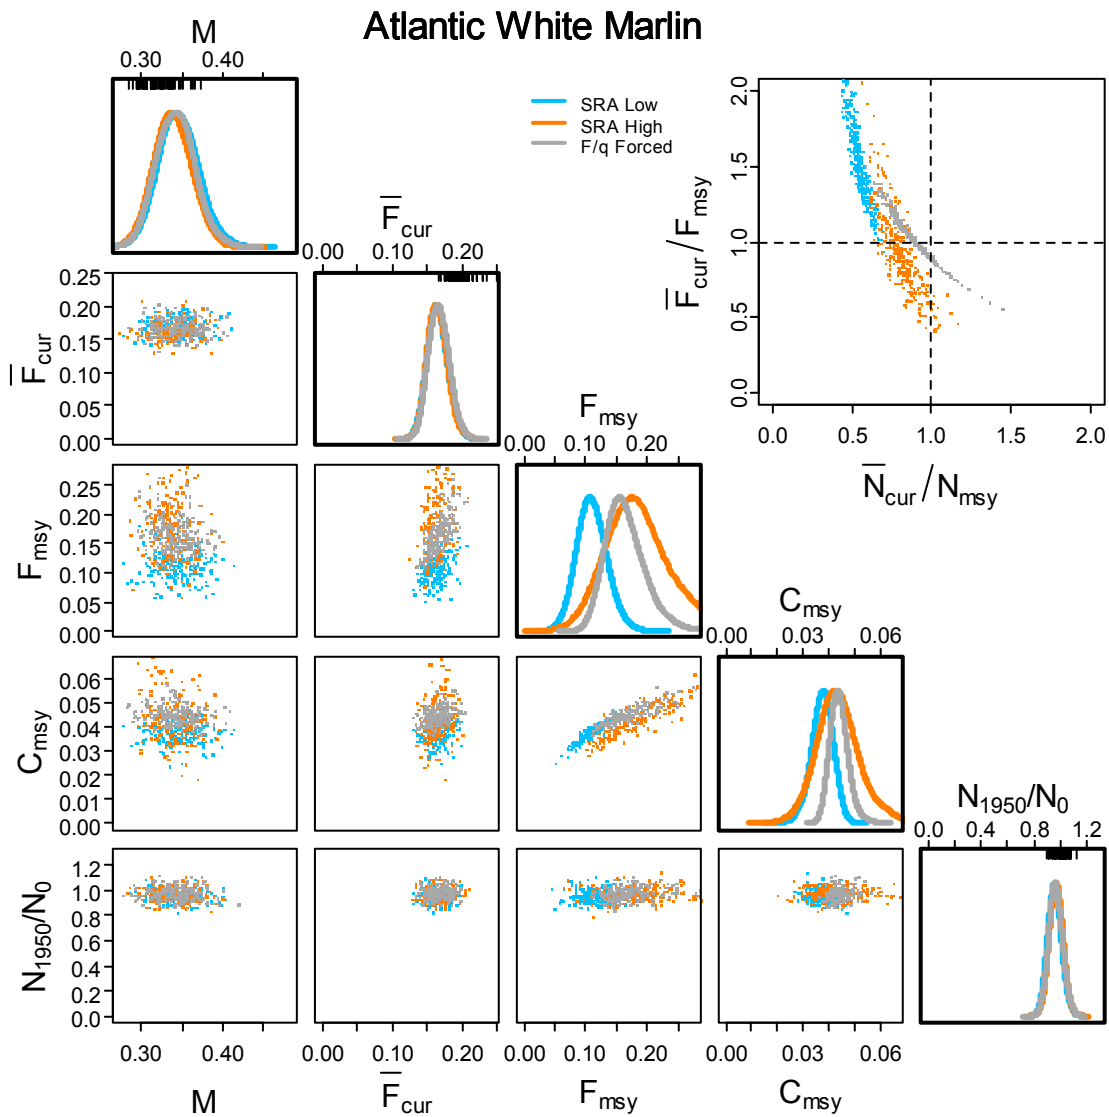 Atlantic White Marlin
M
0.30 0.40
SRA Low
SRA High
F/q Forced
2.0
1.5
1.0
0.5
0.0
F̅cur / Fmsy
0.0 0.5 1.0 1.5 2.0
N̅cur / Nmsy
F̅cur
0.00 0.10 0.20
0.25
0.20
0.15
0.10
0.05
0.00
F̅cur
Fmsy
0.00 0.10 0.20
0.25
0.20
0.15
0.10
0.05
0.00
Fmsy
Cmsy
0.00 0.03 0.06
0.06
0.05
0.04
0.03
0.02
0.01
0.00
Cmsy
N1950/N0
0.0 0.4 0.8 1.2
1.2
1.0
0.8
0.6
0.4
0.2
0.0
N1950/N0
0.30 0.40 0.00 0.10 0.20 0.00 0.10 0.20 0.00 0.03 0.06
M F̅cur Fmsy Cmsy